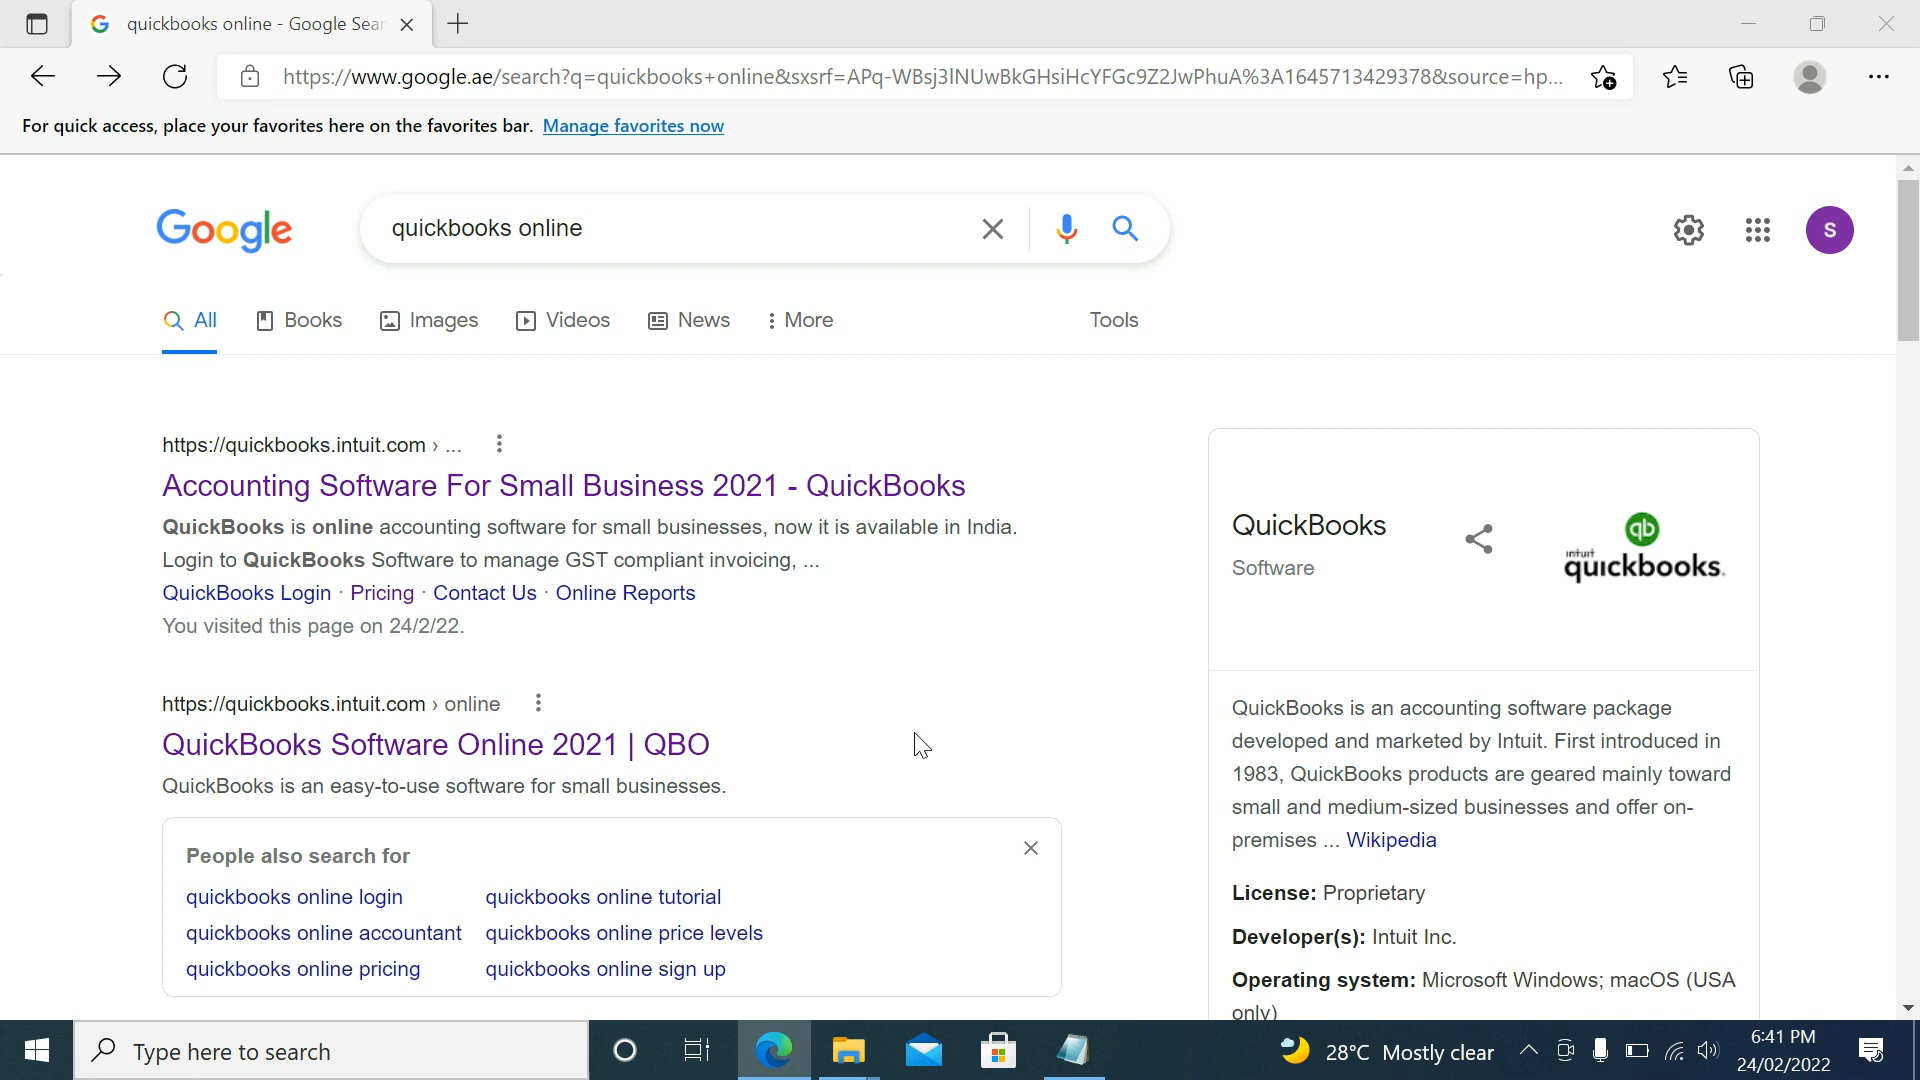 quickbooks online - Google Sear
https://www.google.ae/search?q=quickbooks+online&sxsrf=APq-WBsj3lNUwBkGHsiHcYFGc9Z2JwPhuA%3A1645713429378&source=hp...
For quick access, place your favorites here on the favorites bar. Manage favorites now
Google
quickbooks online
S
All
Books
Images
Videos
News
More
Tools
https://quickbooks.intuit.com › ...
Accounting Software For Small Business 2021 - QuickBooks
QuickBooks is online accounting software for small businesses, now it is available in India.
Login to QuickBooks Software to manage GST compliant invoicing, ...
QuickBooks Login · Pricing · Contact Us · Online Reports
You visited this page on 24/2/22.
https://quickbooks.intuit.com › online
QuickBooks Software Online 2021 | QBO
QuickBooks is an easy-to-use software for small businesses.
People also search for
quickbooks online login
quickbooks online tutorial
quickbooks online accountant
quickbooks online price levels
quickbooks online pricing
quickbooks online sign up
QuickBooks
Software
qb
intuit
quickbooks.
QuickBooks is an accounting software package
developed and marketed by Intuit. First introduced in
1983, QuickBooks products are geared mainly toward
small and medium-sized businesses and offer on-
premises ... Wikipedia
License: Proprietary
Developer(s): Intuit Inc.
Operating system: Microsoft Windows; macOS (USA
only)
Type here to search
28°C Mostly clear
6:41 PM
24/02/2022